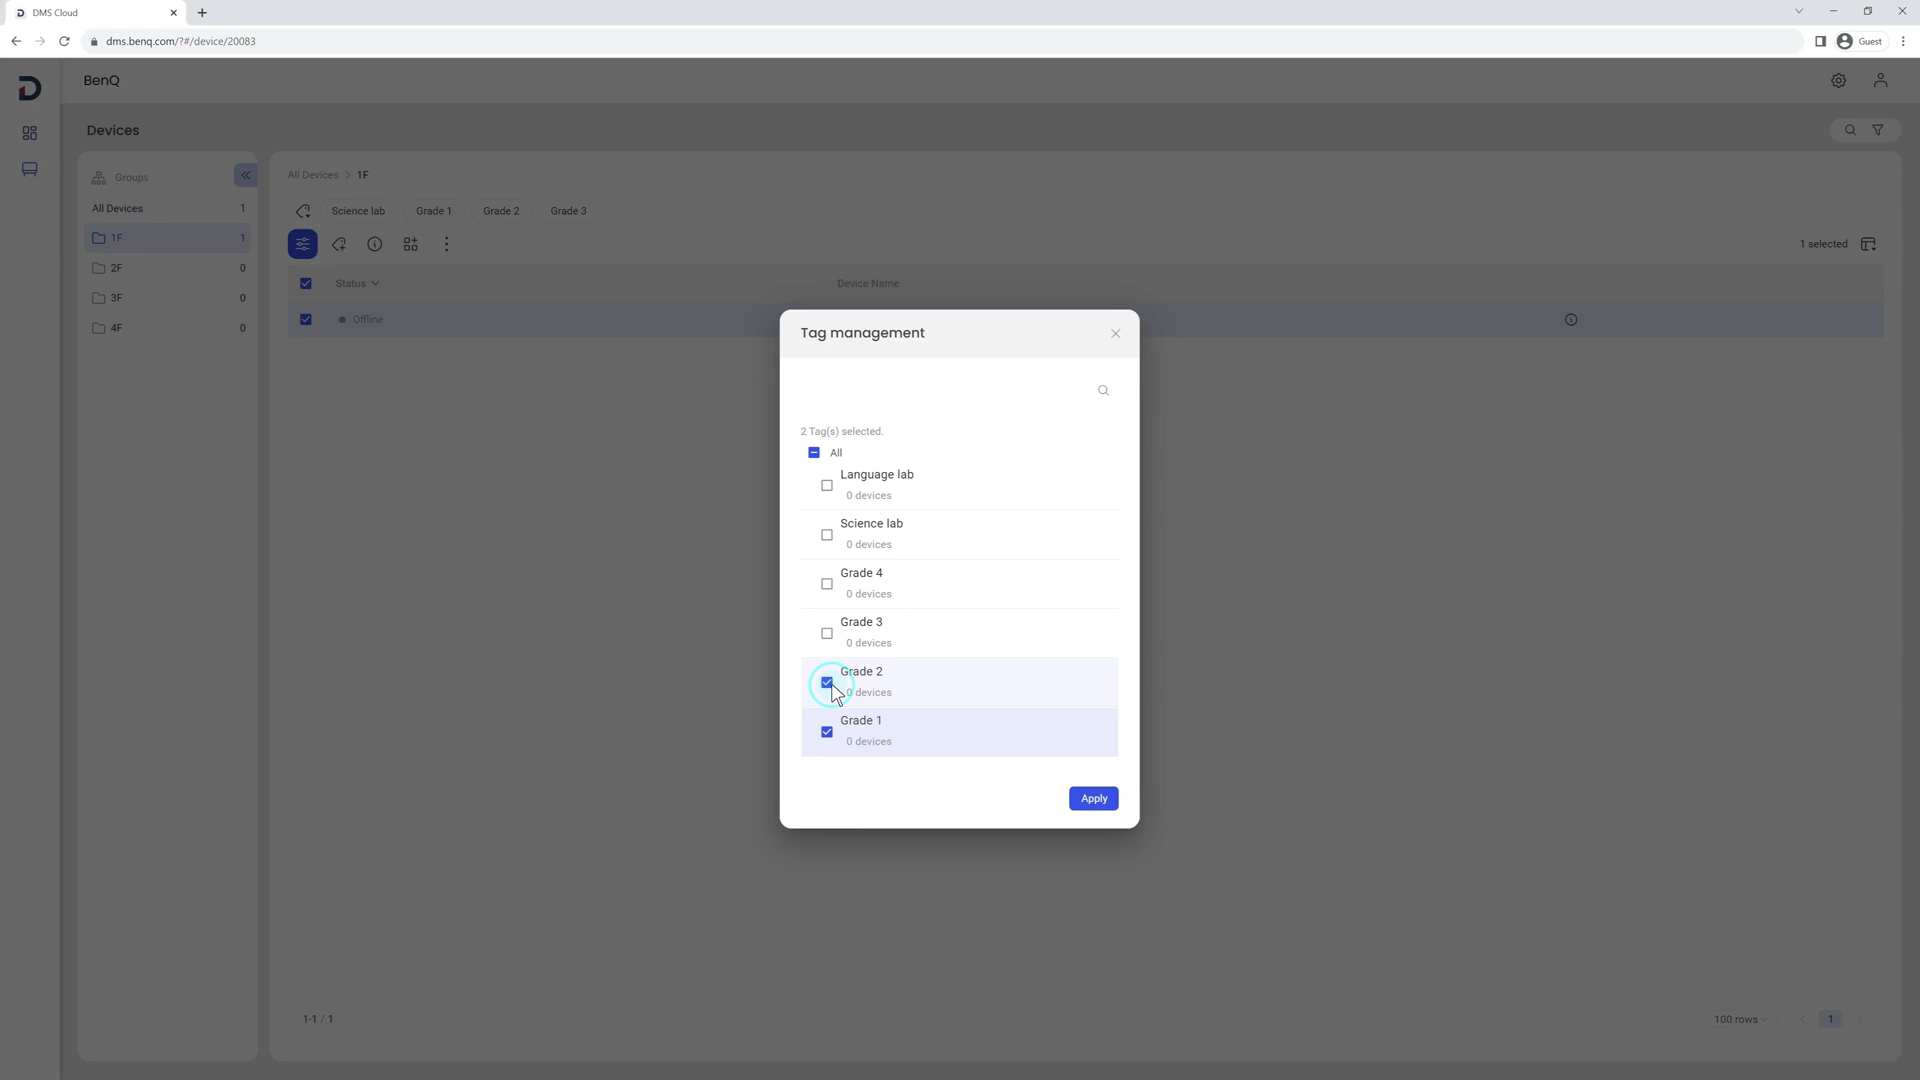 DMS Cloud
dms.benq.com/?#/device/20083
Guest
BenQ
Devices
Groups
All Devices 1
1F 1
2F 0
3F 0
4F 0
All Devices > 1F
Science lab Grade 1 Grade 2 Grade 3
1 selected
Status Device Name
Offline
Tag management
2 Tag(s) selected.
All
Language lab
0 devices
Science lab
0 devices
Grade 4
0 devices
Grade 3
0 devices
Grade 2
0 devices
Grade 1
0 devices
Apply
1-1 / 1
100 rows
1